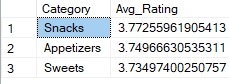 Category Avg_Rating
1 Snacks 3.77255961905413
2 Appetizers 3.74966630535311
3 Sweets 3.73497400250757